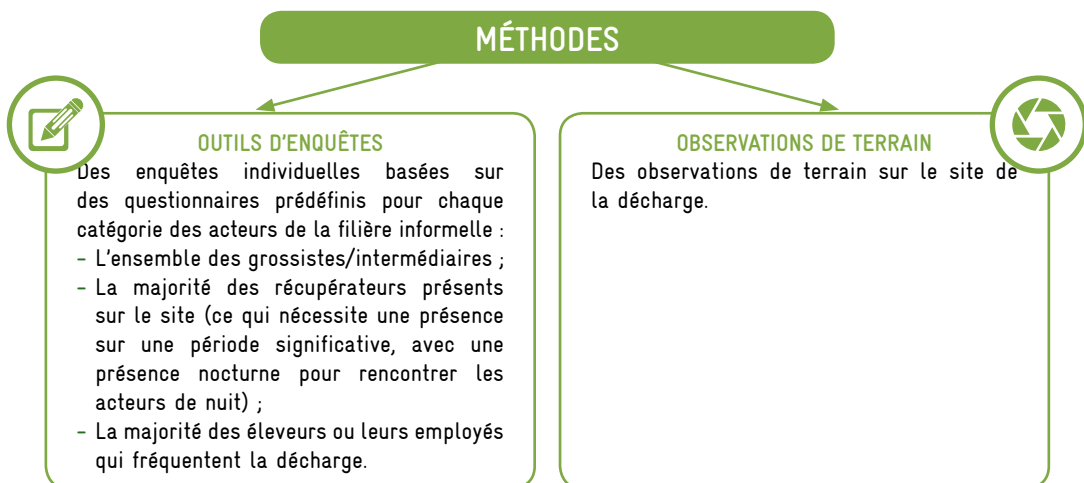 MÉTHODES
OUTILS D'ENQUÊTES
Des enquêtes individuelles basées sur
des questionnaires prédéfinis pour chaque
catégorie des acteurs de la filière informelle :
- L'ensemble des grossistes/intermédiaires ;
- La majorité des récupérateurs présents
sur le site (ce qui nécessite une présence
sur une période significative, avec une
présence nocturne pour rencontrer les
acteurs de nuit) ;
- La majorité des éleveurs ou leurs employés
qui fréquentent la décharge.
OBSERVATIONS DE TERRAIN
Des observations de terrain sur le site de
la décharge.